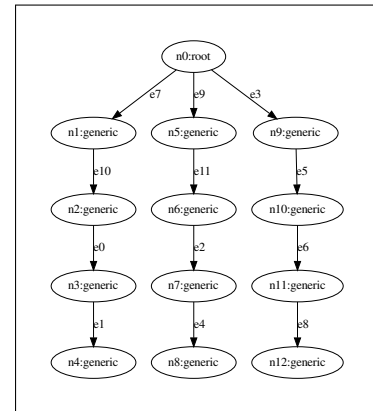 n0:root
e7 e9 e3
n1:generic n5:generic n9:generic
e10 e11 e5
n2:generic n6:generic n10:generic
e0 e2 e6
n3:generic n7:generic n11:generic
e1 e4 e8
n4:generic n8:generic n12:generic